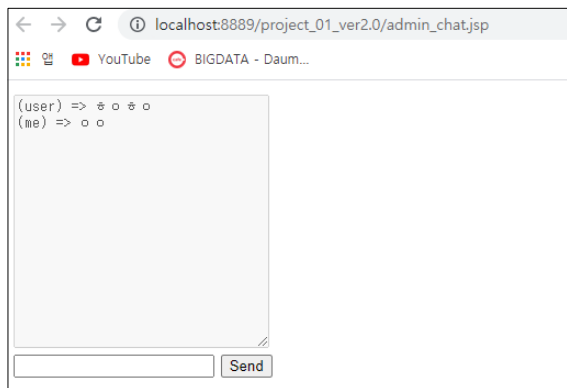 localhost:8889/project_01_ver2.0/admin_chat.jsp
앱 YouTube BIGDATA - Daum...
(user) => ㅎㅇㅎㅇ
(me) => ㅇㅇ
Send